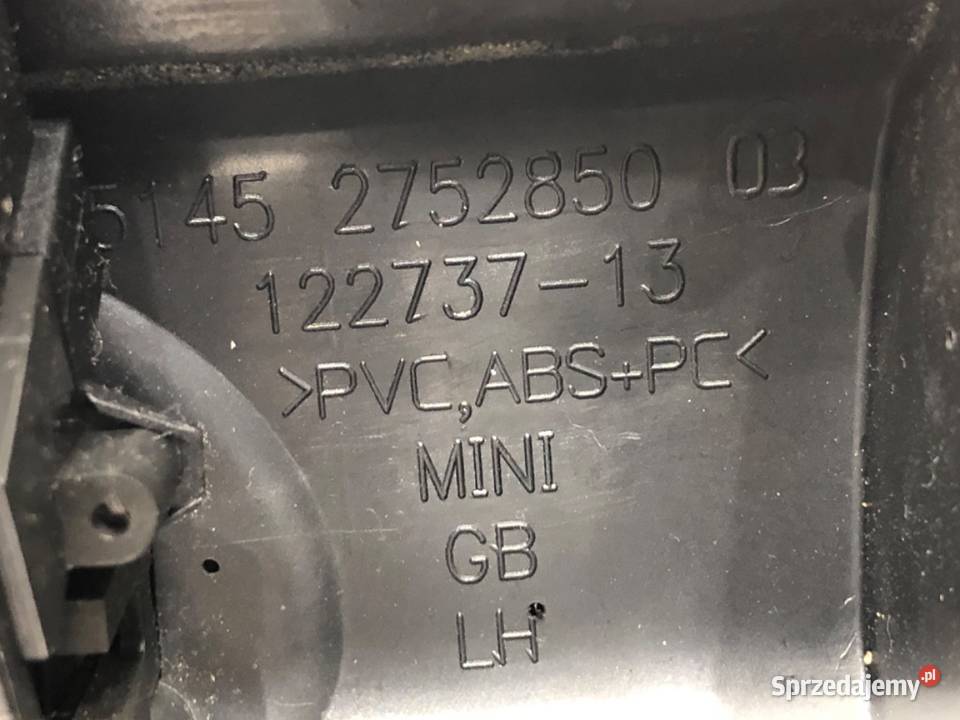 5145 2752850 03
122737-13
>PVC,ABS+PC<
MINI
GB
LH
Sprzedajemy.pl